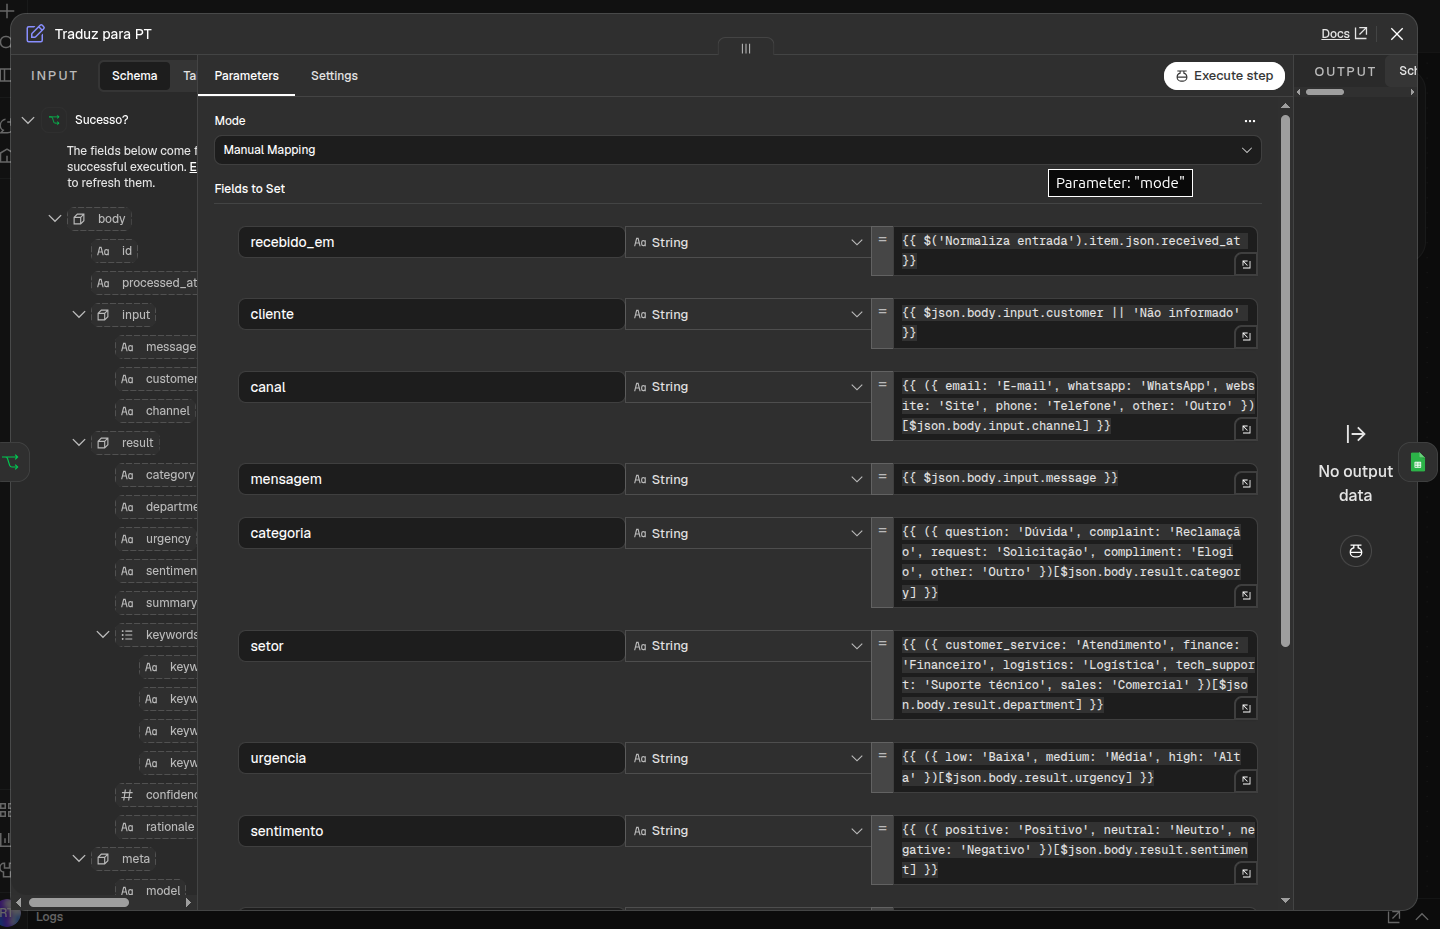 Traduz para PT
Docs
INPUT
Schema
Ta
Parameters
Settings
Execute step
OUTPUT
Sch
Sucesso?
The fields below come f
successful execution. E
to refresh them.
body
id
processed_at
input
message
customer
channel
result
category
departme
urgency
sentimen
summary
keywords
keyw
keyw
keyw
keyw
confidenc
rationale
meta
model
Mode
Manual Mapping
Parameter: "mode"
Fields to Set
recebido_em
String
=
{{ $('Normaliza entrada').item.json.received_at
}}
cliente
String
=
{{ $json.body.input.customer || 'Não informado'
}}
canal
String
=
{{ ({ email: 'E-mail', whatsapp: 'WhatsApp', webs
ite: 'Site', phone: 'Telefone', other: 'Outro' })
[$json.body.input.channel] }}
mensagem
String
=
{{ $json.body.input.message }}
categoria
String
=
{{ ({ question: 'Dúvida', complaint: 'Reclamaçã
o', request: 'Solicitação', compliment: 'Elogi
o', other: 'Outro' })[$json.body.result.categor
y] }}
setor
String
=
{{ ({ customer_service: 'Atendimento', finance:
'Financeiro', logistics: 'Logística', tech_suppor
t: 'Suporte técnico', sales: 'Comercial' })[$jso
n.body.result.department] }}
urgencia
String
=
{{ ({ low: 'Baixa', medium: 'Média', high: 'Alt
a' })[$json.body.result.urgency] }}
sentimento
String
=
{{ ({ positive: 'Positivo', neutral: 'Neutro', ne
gative: 'Negativo' })[$json.body.result.sentimen
t] }}
No output
data
Logs